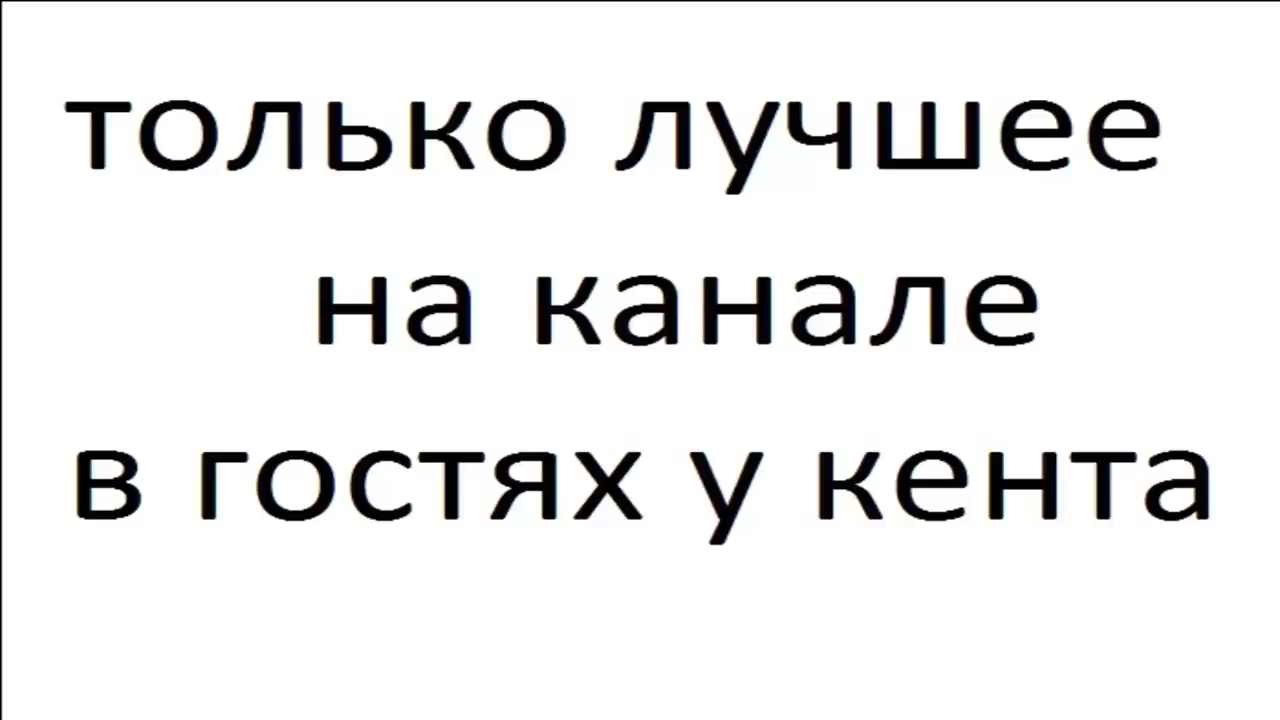 только лучшее
на канале
в гостях у кента